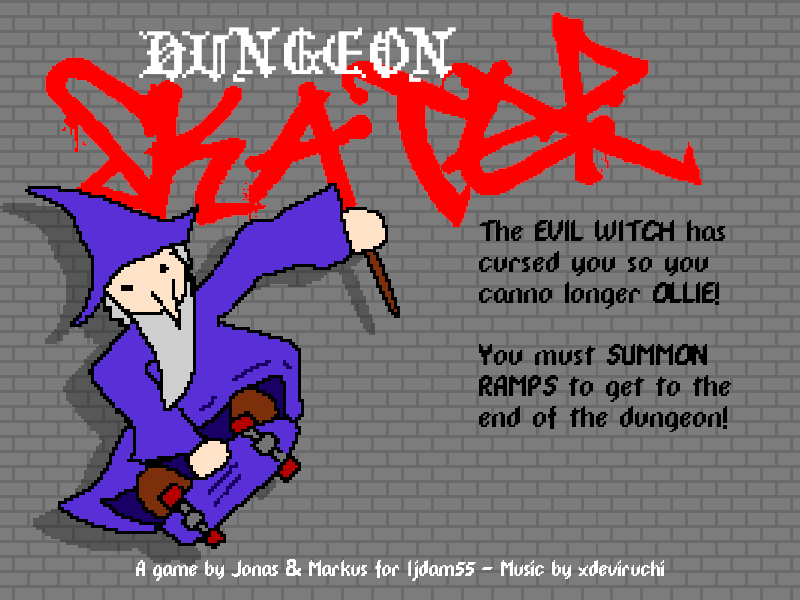 DUNGEON
SKATER
The EVIL WITCH has
cursed you so you
canno longer OLLIE!
You must SUMMON
RAMPS to get to the
end of the dungeon!
A game by Jonas & Markus for ljdam55 - Music by xdeviruchi